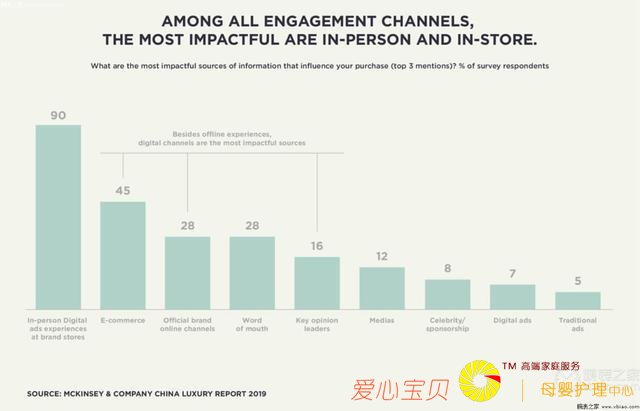 AMONG ALL ENGAGEMENT CHANNELS,
THE MOST IMPACTFUL ARE IN-PERSON AND IN-STORE.
What are the most impactful sources of information that influence your purchase (top 3 mentions)? % of survey respondents
90
Besides offline experiences,
digital channels are the most impactful sources
45
28
28
16
12
8
7
5
In-person Digital
ads experiences
at brand stores
E-commerce
Official brand
online channels
Word
of mouth
Key opinion
leaders
Medias
Celebrity/
sponsorship
Digital ads
Traditional
ads
SOURCE: MCKINSEY & COMPANY CHINA LUXURY REPORT 2019
爱心宝贝
TM 高端家庭服务
母婴护理中心
腕表之家 www.xbiao.com